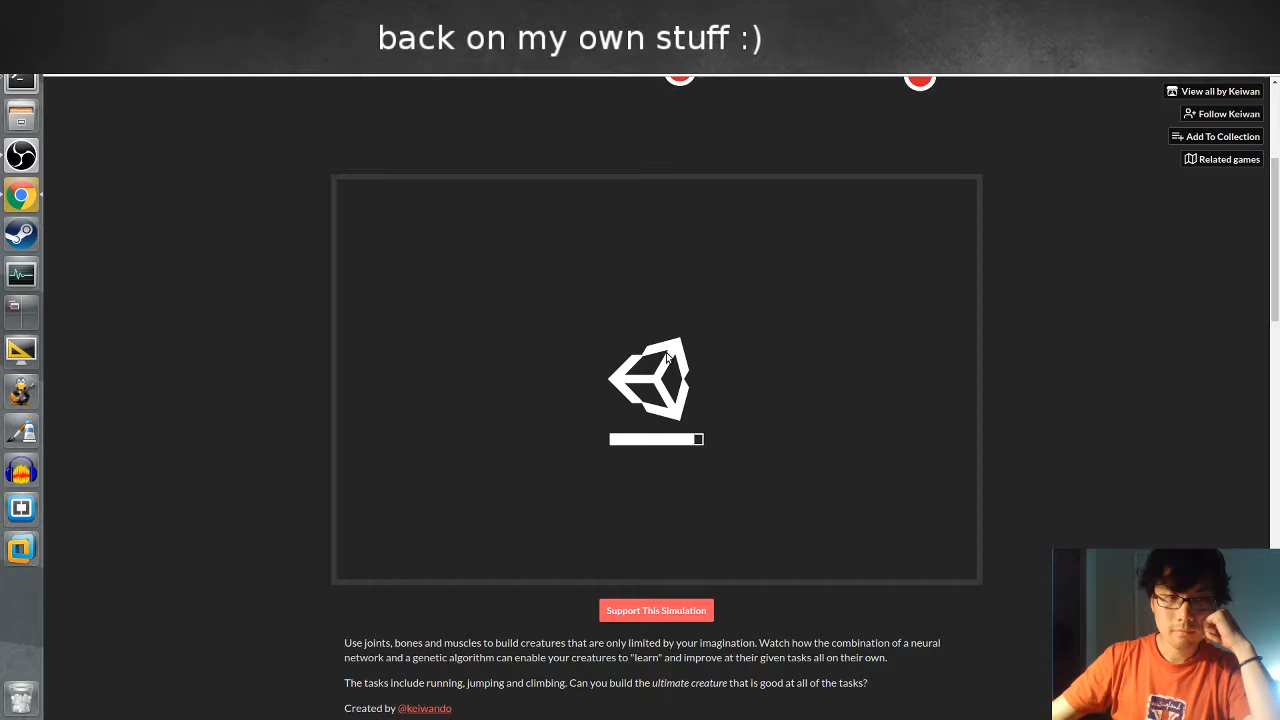 back on my own stuff :)
View all by Keiwan
Follow Keiwan
Add To Collection
Related games
Support This Simulation
Use joints, bones and muscles to build creatures that are only limited by your imagination. Watch how the combination of a neural
network and a genetic algorithm can enable your creatures to "learn" and improve at their given tasks all on their own.
The tasks include running, jumping and climbing. Can you build the ultimate creature that is good at all of the tasks?
Created by @keiwando